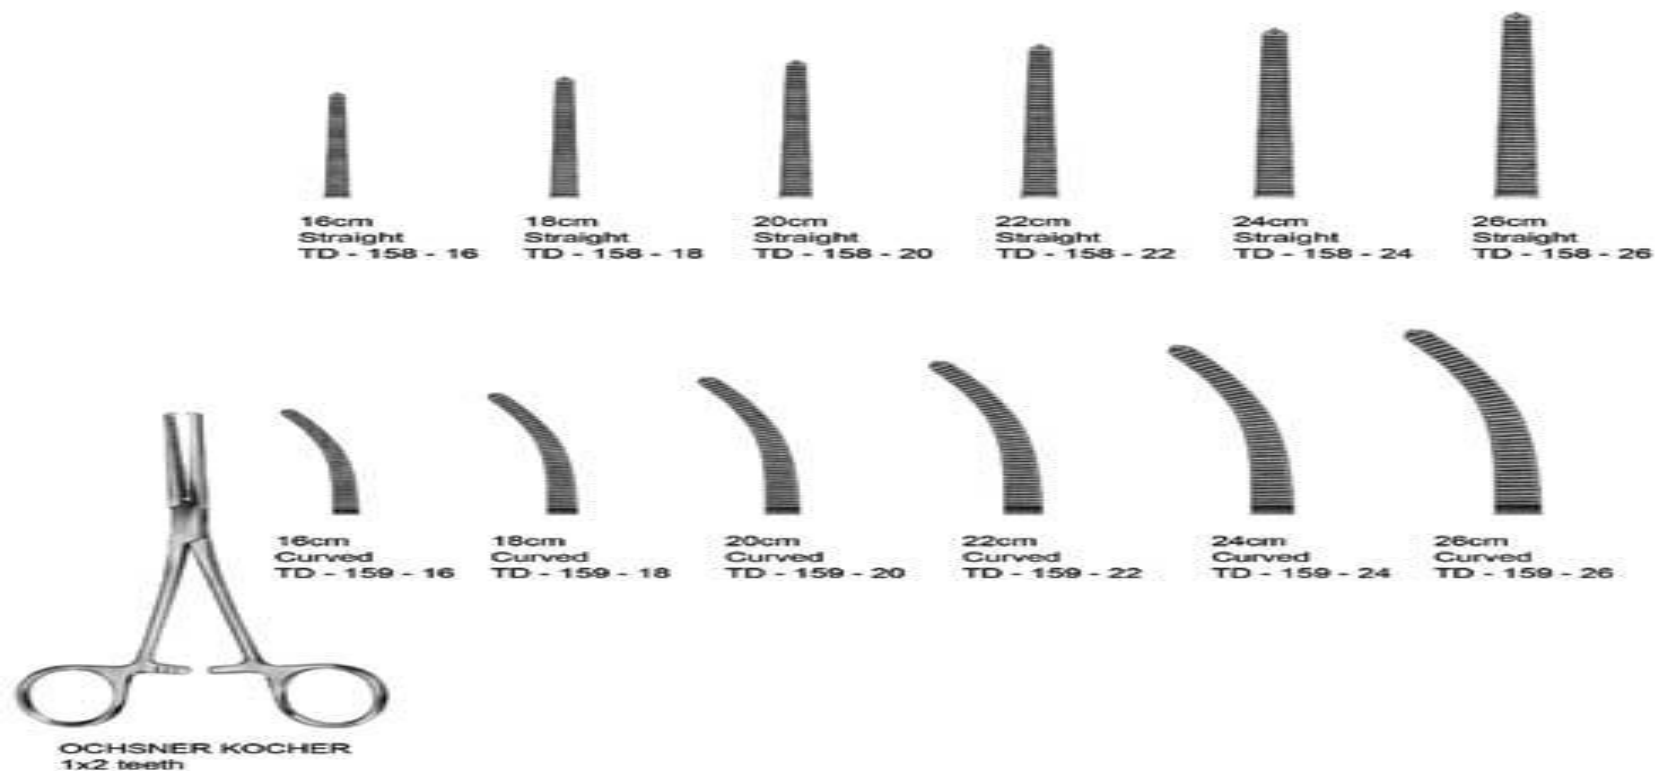 16cm
Straight
TD - 158 - 16
18cm
Straight
TD - 158 - 18
20cm
Straight
TD - 158 - 20
22cm
Straight
TD - 158 - 22
24cm
Straight
TD - 158 - 24
26cm
Straight
TD - 158 - 26
16cm
Curved
TD - 159 - 16
18cm
Curved
TD - 159 - 18
20cm
Curved
TD - 159 - 20
22cm
Curved
TD - 159 - 22
24cm
Curved
TD - 159 - 24
26cm
Curved
TD - 159 - 26
OCHSNER KOCHER
1x2 teeth